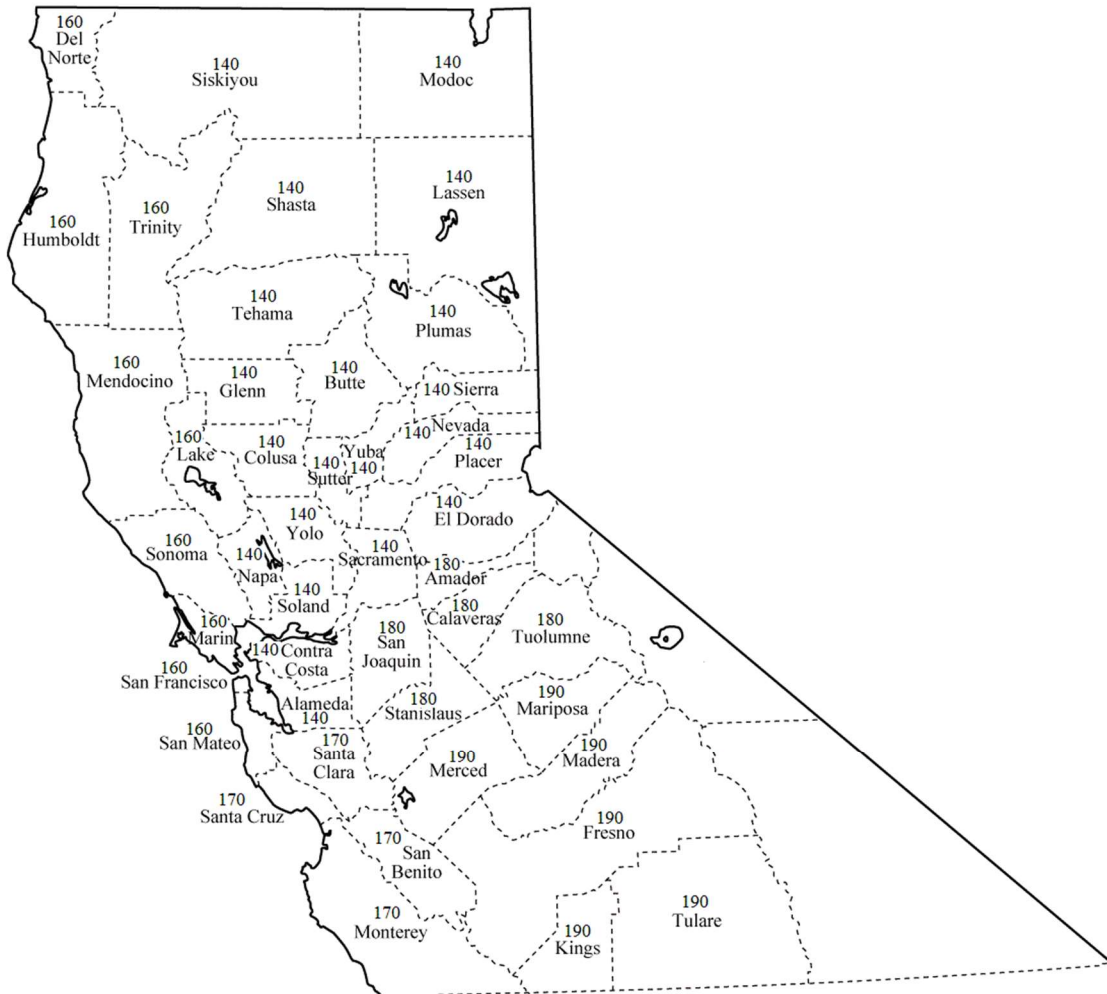 160
Del
Norte
140
Siskiyou
140
Modoc
160
Humboldt
160
Trinity
140
Shasta
140
Lassen
140
Tehama
140
Plumas
160
Mendocino
140
Glenn
140
Butte
140 Sierra
Nevada
140
160
Lake
140
Colusa
140
Sutter
Yuba
140
140
Placer
140
El Dorado
160
Sonoma
140
Napa
140
Yolo
140
Sacramento
180
Amador
140
Soland
180
Calaveras
180
Tuolumne
160
Marin
140 Contra
Costa
180
San
Joaquin
160
San Francisco
Alameda
140
180
Stanislaus
190
Mariposa
160
San Mateo
170
Santa
Clara
190
Merced
190
Madera
170
Santa Cruz
190
Fresno
170 San
Benito
170
Monterey
190
Kings
190
Tulare